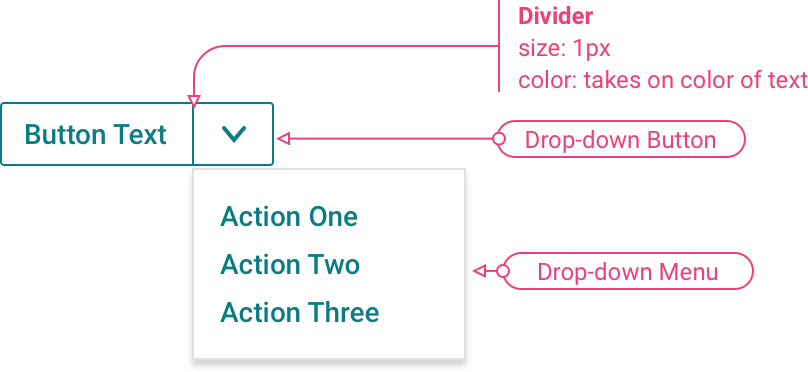 Divider
size: 1px
color: takes on color of text
Button Text
Drop-down Button
Action One
Action Two
Action Three
Drop-down Menu